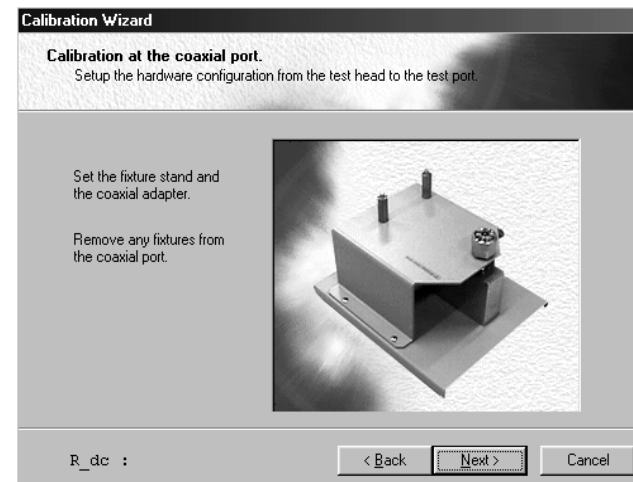 Calibration Wizard
Calibration at the coaxial port.
Setup the hardware configuration from the test head to the test port.
Set the fixture stand and
the coaxial adapter.
Remove any fixtures from
the coaxial port.
R_dc :
< Back
Next >
Cancel